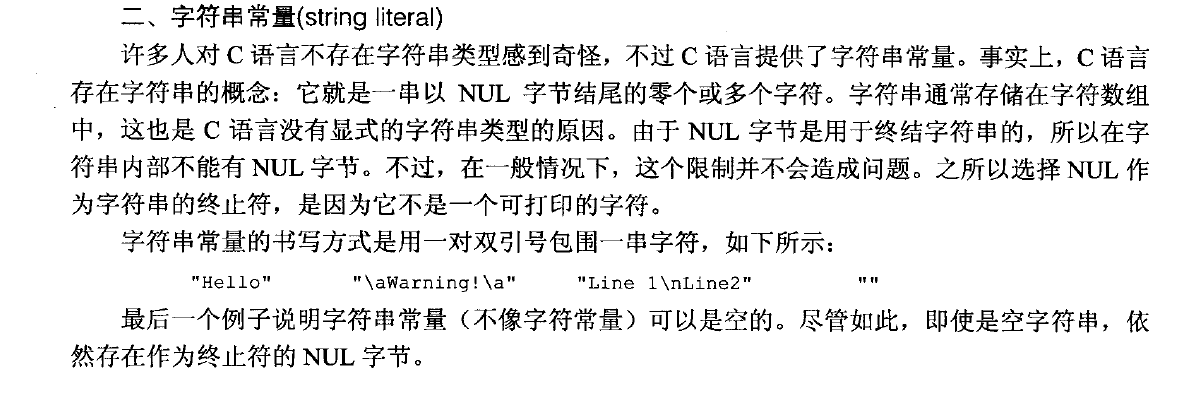 二、字符串常量(string literal)
许多人对 C 语言不存在字符串类型感到奇怪，不过 C 语言提供了字符串常量。事实上，C 语言
存在字符串的概念：它就是一串以 NUL 字节结尾的零个或多个字符。字符串通常存储在字符数组
中，这也是 C 语言没有显式的字符串类型的原因。由于 NUL 字节是用于终结字符串的，所以在字
符串内部不能有 NUL 字节。不过，在一般情况下，这个限制并不会造成问题。之所以选择 NUL 作
为字符串的终止符，是因为它不是一个可打印的字符。
字符串常量的书写方式是用一对双引号包围一串字符，如下所示：
"Hello" "\aWarning!\a" "Line 1\nLine2" ""
最后一个例子说明字符串常量（不像字符常量）可以是空的。尽管如此，即使是空字符串，依
然存在作为终止符的 NUL 字节。